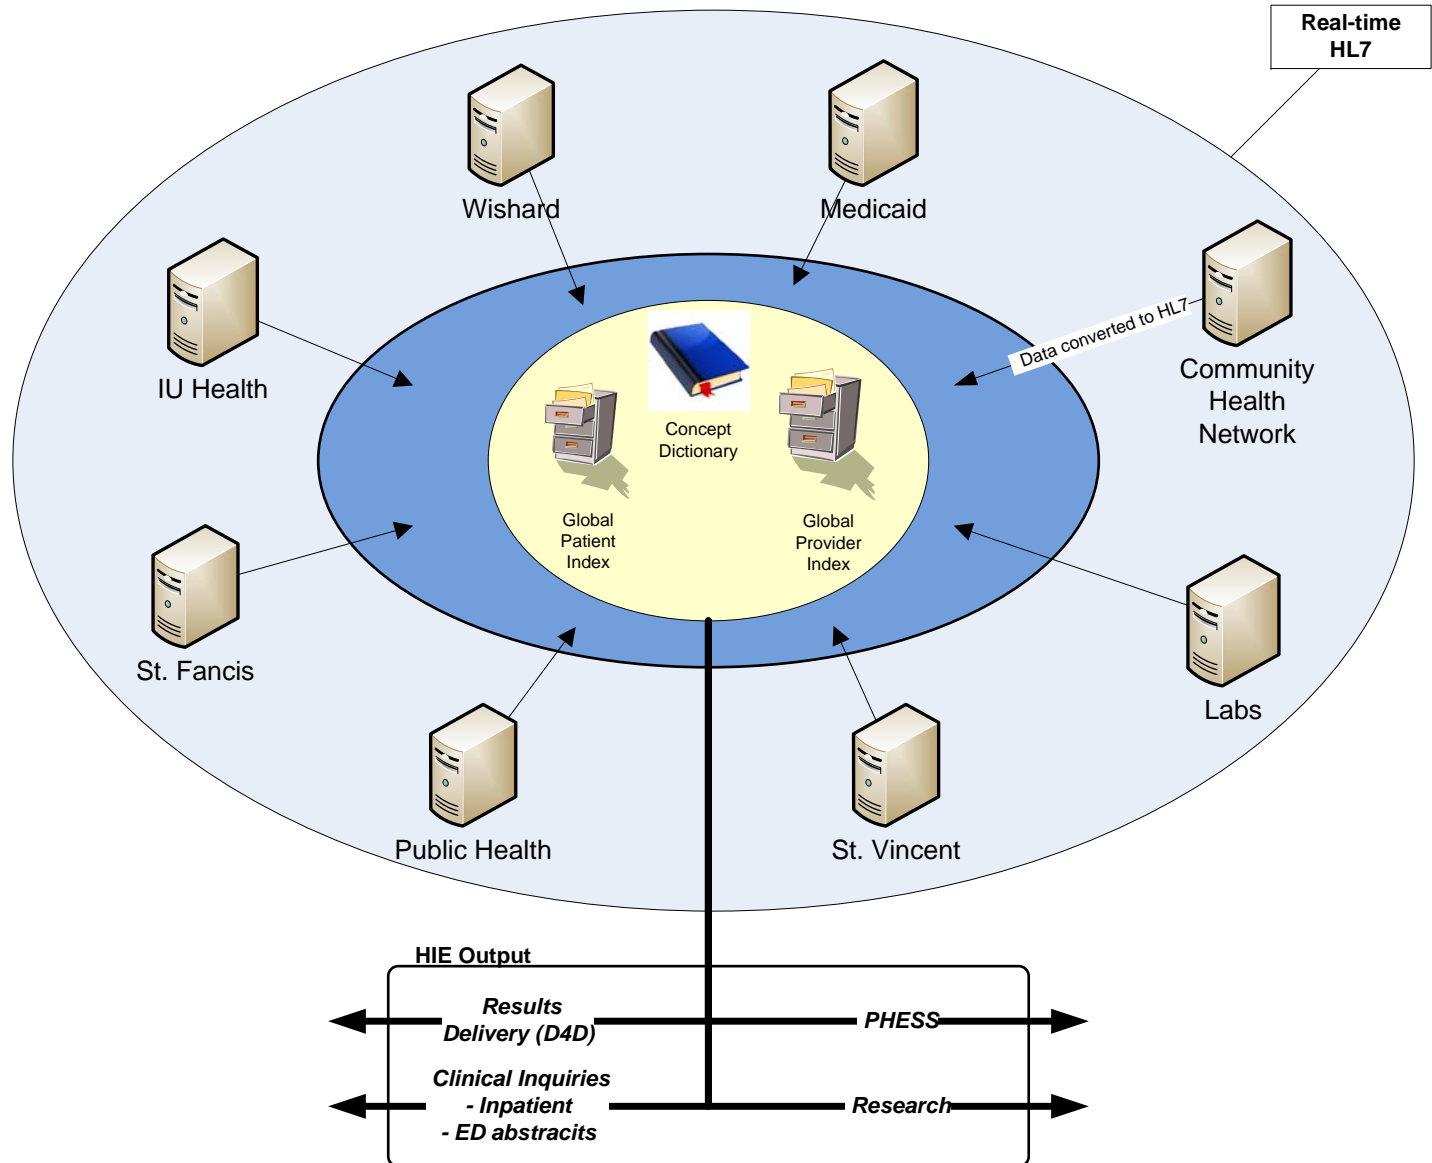 Real-time
HL7
Wishard
Medicaid
IU Health
Data converted to HL7
Community
Health
Network
Concept
Dictionary
Global
Patient
Index
Global
Provider
Index
St. Fancis
Labs
Public Health
St. Vincent
HIE Output
Results
Delivery (D4D)
PHESS
Clinical Inquiries
- Inpatient
- ED abstracits
Research